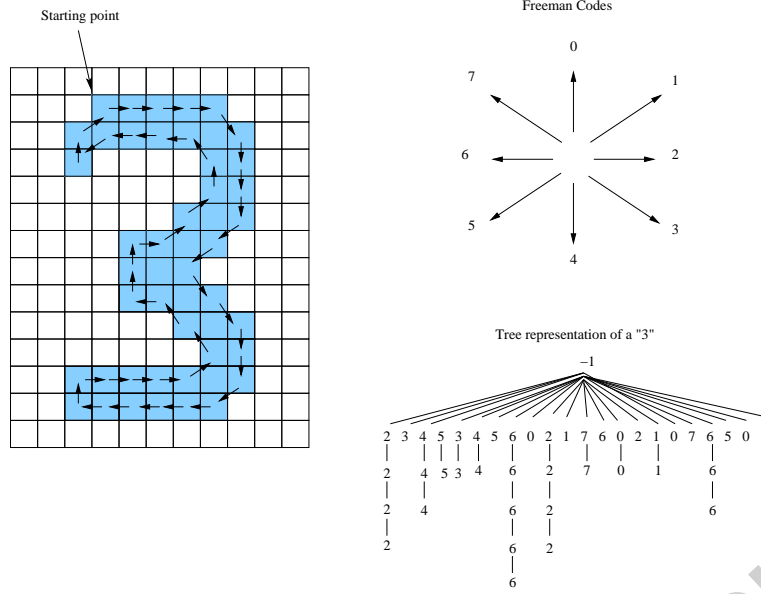 Starting point
Freeman Codes
0
7 1
6 2
5 3
4
Tree representation of a "3"
−1
2 3 4 5 3 4 5 6 0 2 1 7 6 0 2 1 0 7 6 5 0
2 4 5 3 4 6 2 7 0 1 6
2 4 6 2 6
2 6 2
6